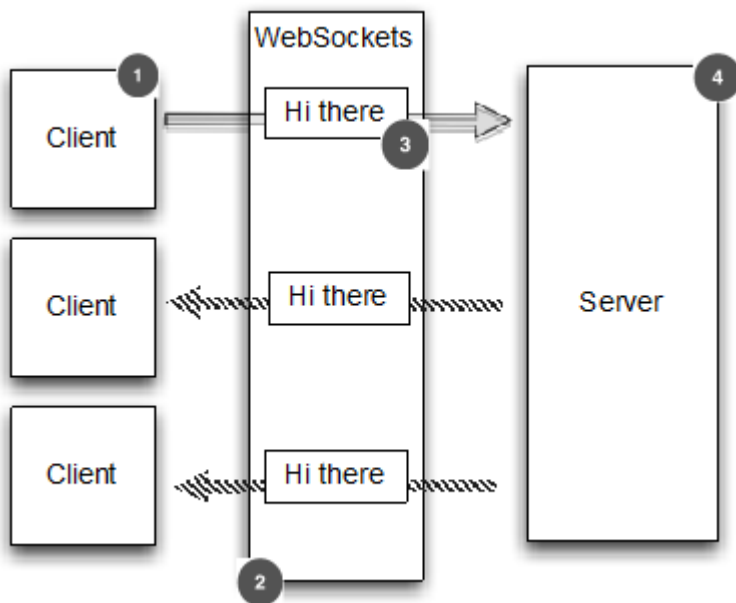 WebSockets
1
4
Client
Hi there
3
Client
Hi there
Server
Client
Hi there
2